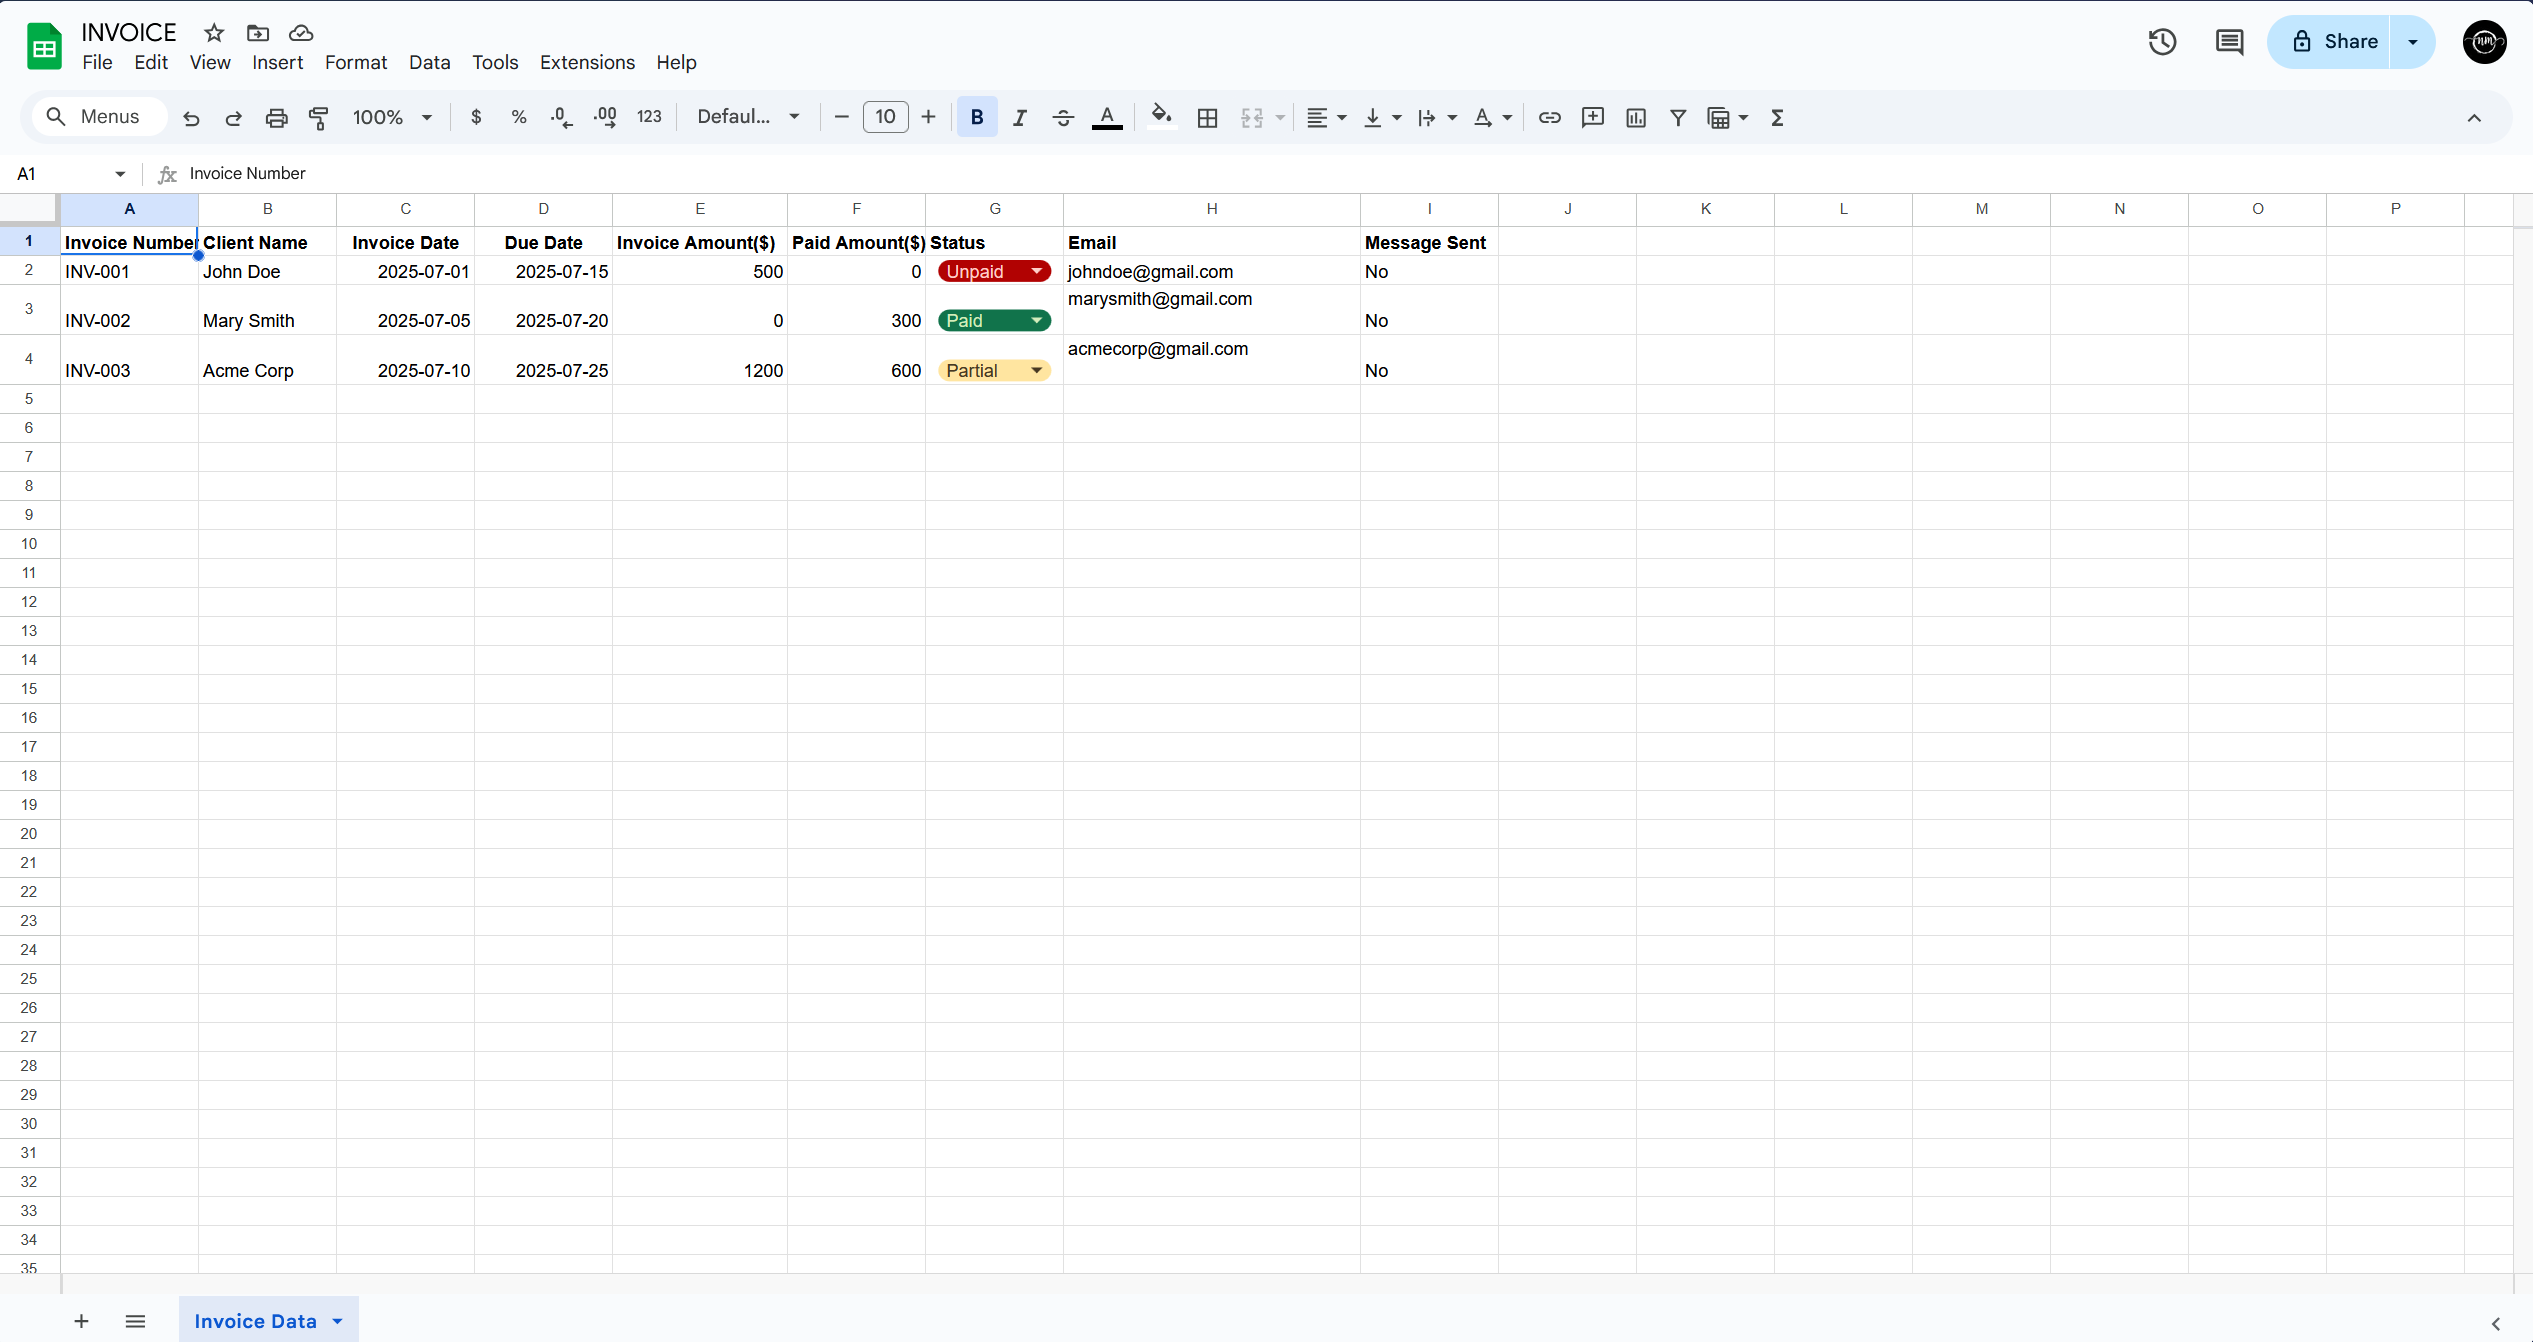 INVOICE
File Edit View Insert Format Data Tools Extensions Help
Share
Menus 100% $ % .0 .00 123 Defaul... 10 B I A A
A1 fx Invoice Number
A B C D E F G H I J K L M N O P
1 Invoice Number Client Name Invoice Date Due Date Invoice Amount($) Paid Amount($) Status Email Message Sent
2 INV-001 John Doe 2025-07-01 2025-07-15 500 0 Unpaid johndoe@gmail.com No
3 INV-002 Mary Smith 2025-07-05 2025-07-20 0 300 Paid marysmith@gmail.com No
4 INV-003 Acme Corp 2025-07-10 2025-07-25 1200 600 Partial acmecorp@gmail.com No
5
6
7
8
9
10
11
12
13
14
15
16
17
18
19
20
21
22
23
24
25
26
27
28
29
30
31
32
33
34
35
Invoice Data